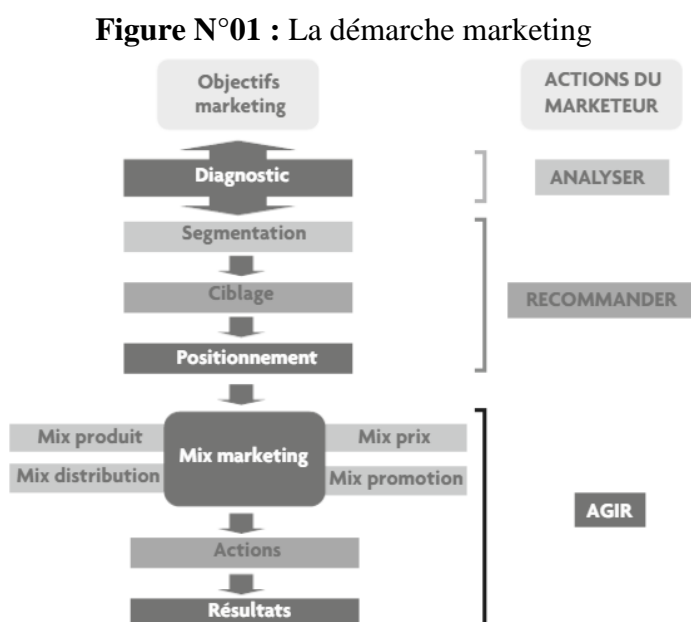 Figure N°01 : La démarche marketing
Objectifs
marketing
ACTIONS DU
MARKETEUR
Diagnostic
ANALYSER
Segmentation
Ciblage
RECOMMANDER
Positionnement
Mix produit
Mix prix
Mix marketing
Mix distribution
Mix promotion
AGIR
Actions
Résultats